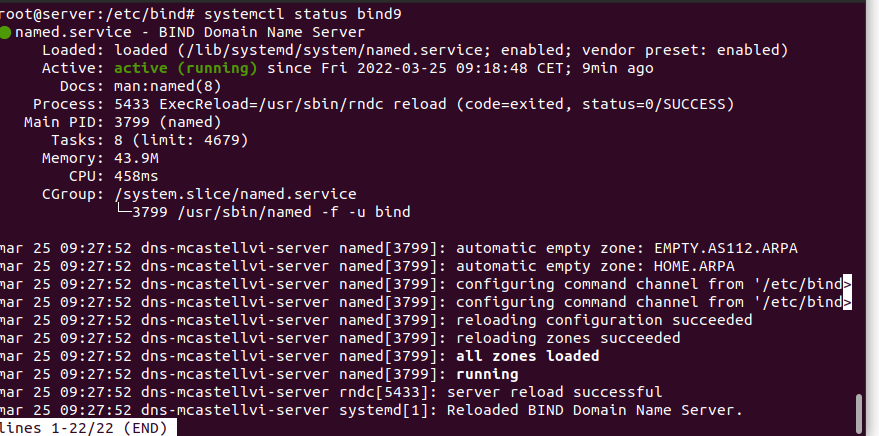 root@server:/etc/bind# systemctl status bind9
● named.service - BIND Domain Name Server
     Loaded: loaded (/lib/systemd/system/named.service; enabled; vendor preset: enabled)
     Active: active (running) since Fri 2022-03-25 09:18:48 CET; 9min ago
       Docs: man:named(8)
    Process: 5433 ExecReload=/usr/sbin/rndc reload (code=exited, status=0/SUCCESS)
   Main PID: 3799 (named)
      Tasks: 8 (limit: 4679)
     Memory: 43.9M
        CPU: 458ms
     CGroup: /system.slice/named.service
             └─3799 /usr/sbin/named -f -u bind
mar 25 09:27:52 dns-mcastellvi-server named[3799]: automatic empty zone: EMPTY.AS112.ARPA
mar 25 09:27:52 dns-mcastellvi-server named[3799]: automatic empty zone: HOME.ARPA
mar 25 09:27:52 dns-mcastellvi-server named[3799]: configuring command channel from '/etc/bind>
mar 25 09:27:52 dns-mcastellvi-server named[3799]: configuring command channel from '/etc/bind>
mar 25 09:27:52 dns-mcastellvi-server named[3799]: reloading configuration succeeded
mar 25 09:27:52 dns-mcastellvi-server named[3799]: reloading zones succeeded
mar 25 09:27:52 dns-mcastellvi-server named[3799]: all zones loaded
mar 25 09:27:52 dns-mcastellvi-server named[3799]: running
mar 25 09:27:52 dns-mcastellvi-server rndc[5433]: server reload successful
mar 25 09:27:52 dns-mcastellvi-server systemd[1]: Reloaded BIND Domain Name Server.
lines 1-22/22 (END)